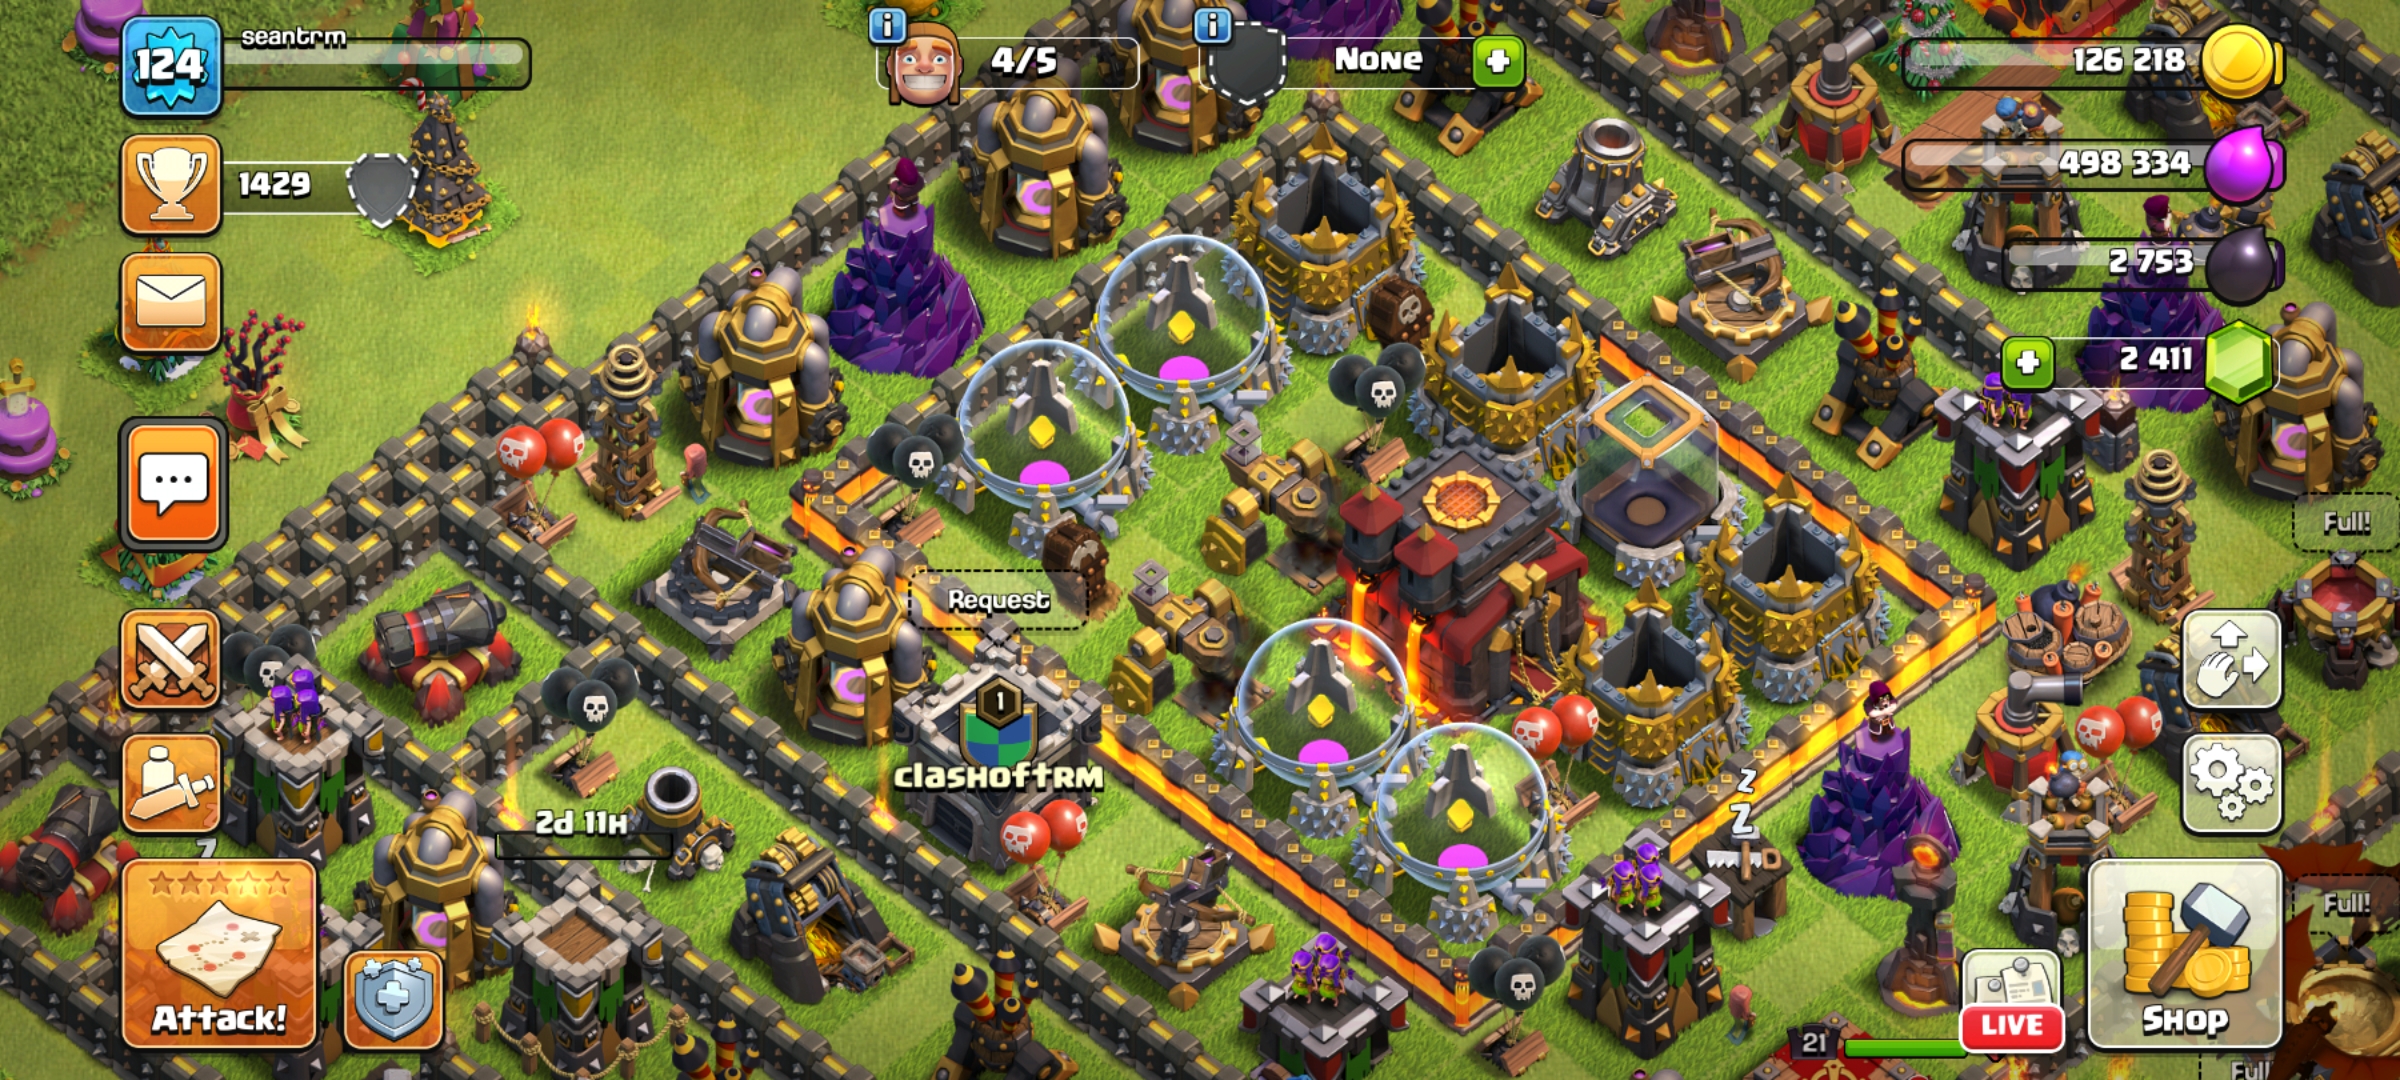 124
seantrm
4/5
None
126 218
1429
498 334
2 753
2 411
Full!
Request
1
clashoftRM
z
z
2d 11H
z
Full!
Attack!
LIVE
Shop
21
Full